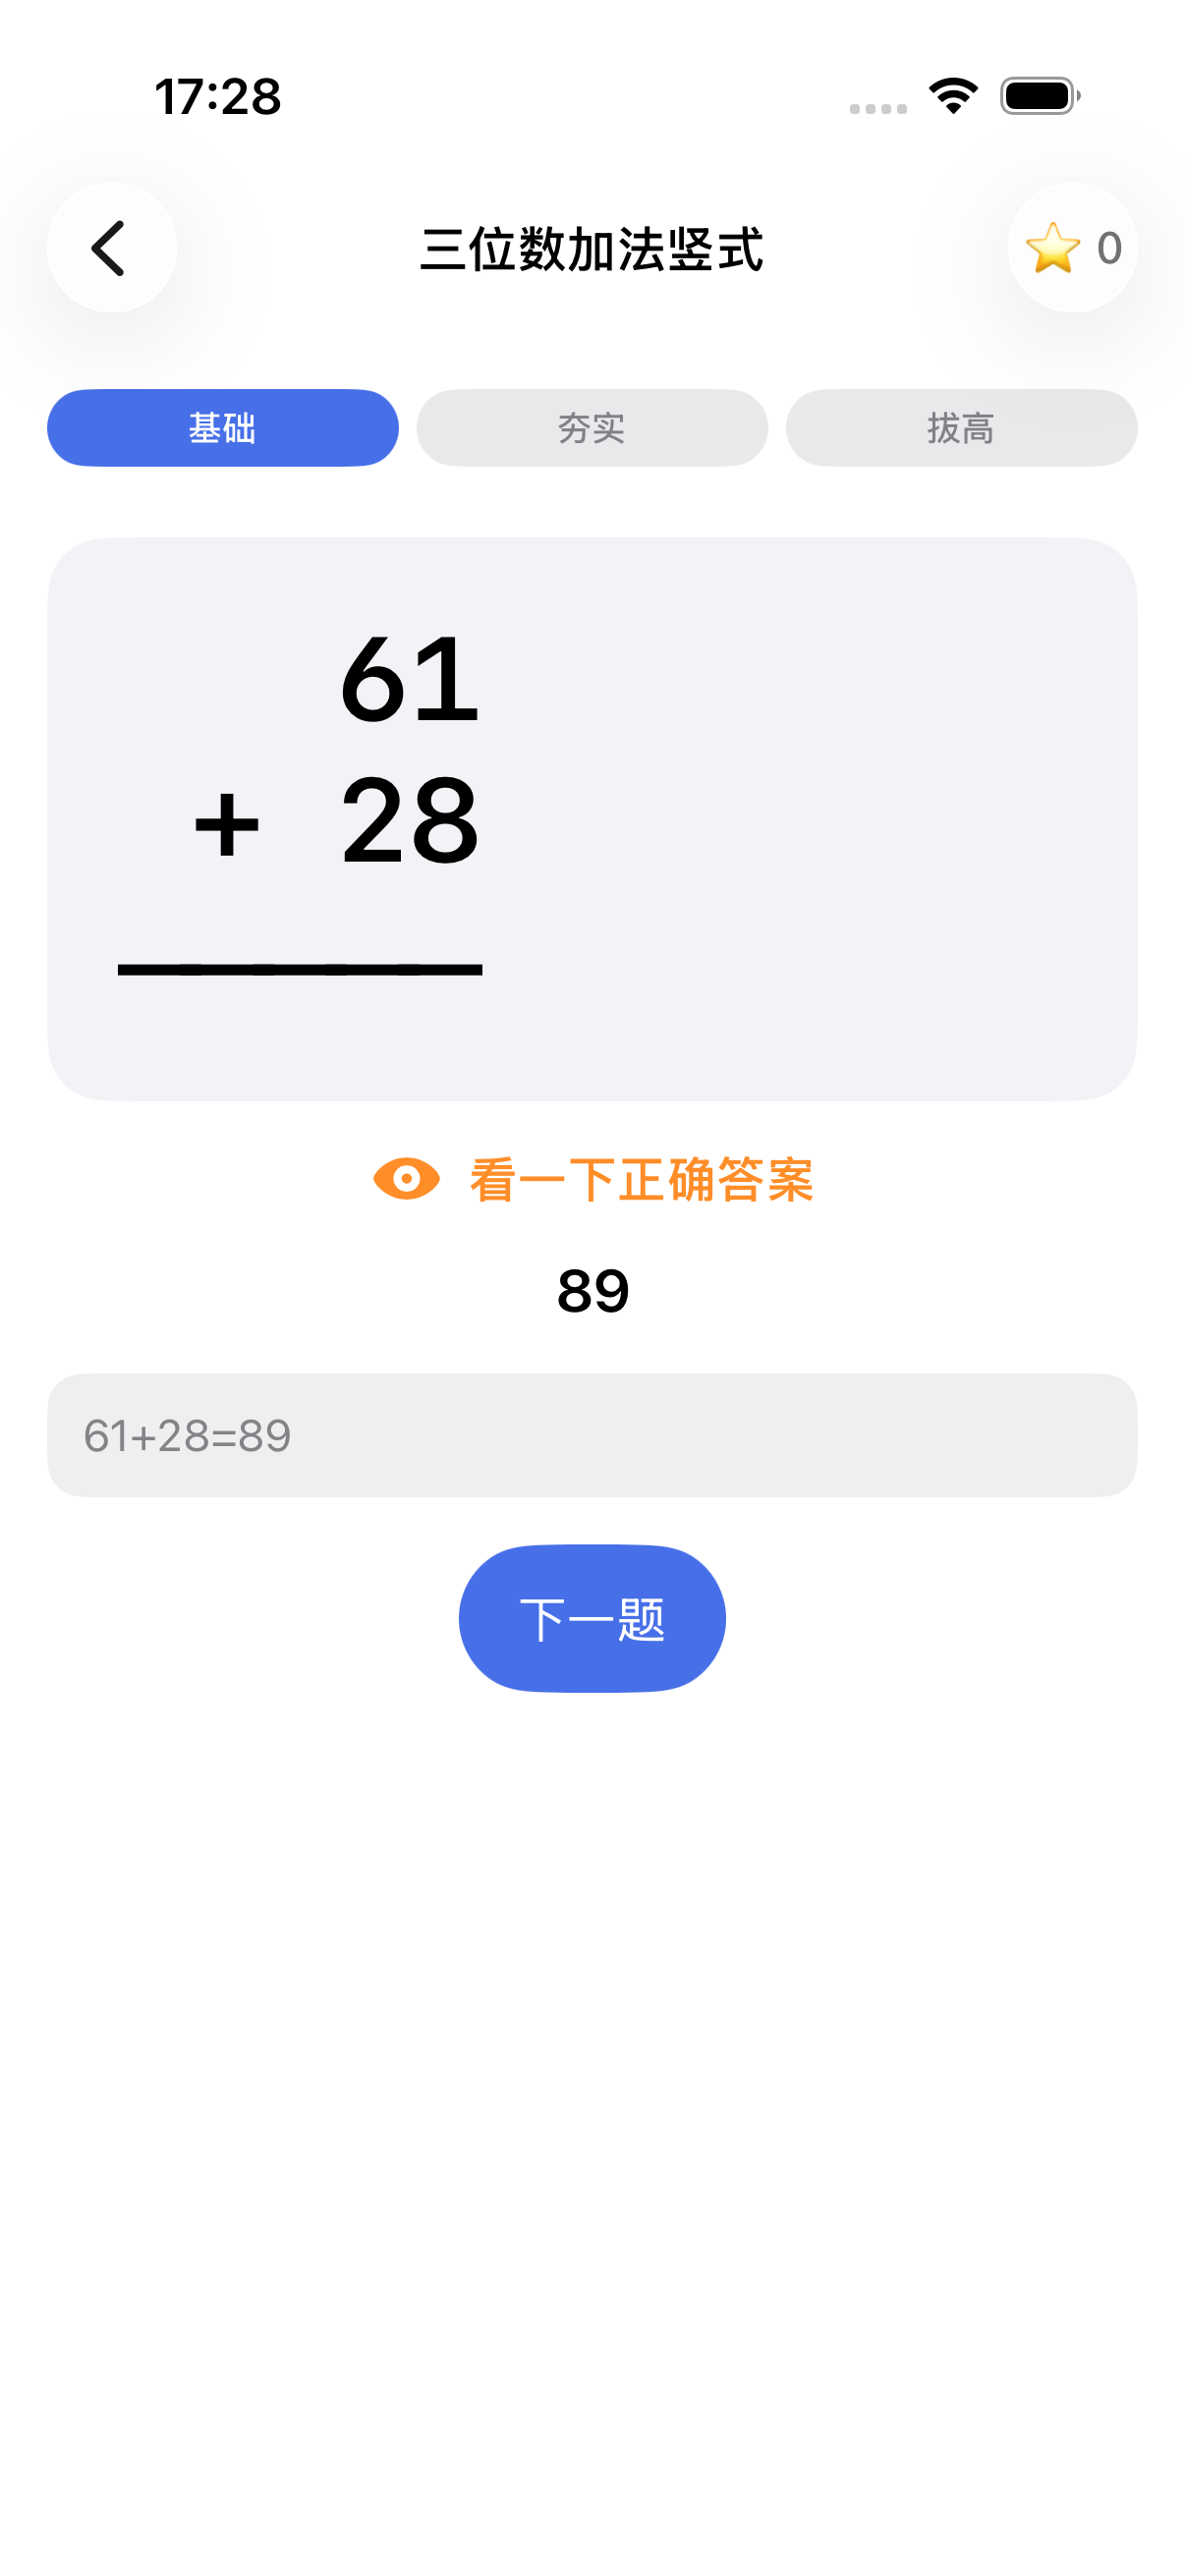 17:28
三位数加法竖式
⭐ 0
基础 夯实 拔高
61
+ 28
_____
看一下正确答案
89
61+28=89
下一题